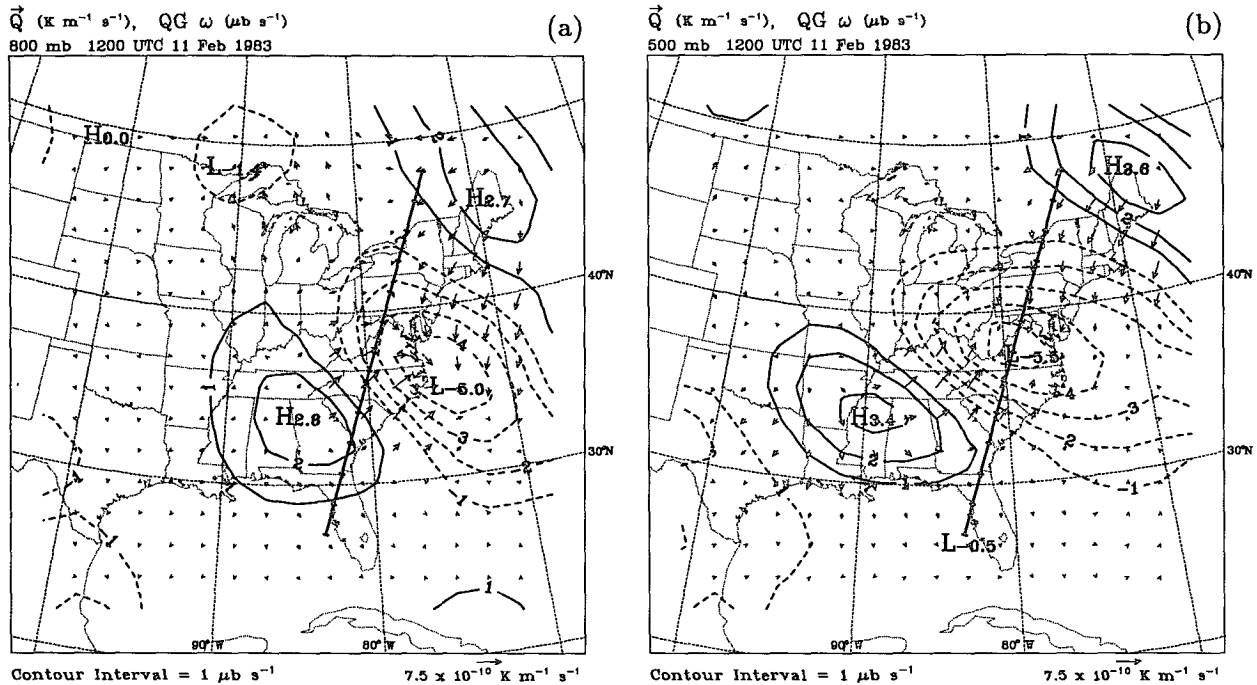 Q (K m⁻¹ s⁻¹), QG ω (μb s⁻¹)
800 mb 1200 UTC 11 Feb 1983
(a)
H0.0
H2.7
40°N
4
L-5.0
H2.8
3
2
2
30°N
1
1
1
90°W
80°W
Contour Interval = 1 μb s⁻¹
7.5 x 10⁻¹⁰ K m⁻¹ s⁻¹
Q (K m⁻¹ s⁻¹), QG ω (μb s⁻¹)
500 mb 1200 UTC 11 Feb 1983
(b)
H3.6
2
40°N
L-5.5
4
H3.4
3
2
2
30°N
-1
L-0.5
90°W
80°W
Contour Interval = 1 μb s⁻¹
7.5 x 10⁻¹⁰ K m⁻¹ s⁻¹